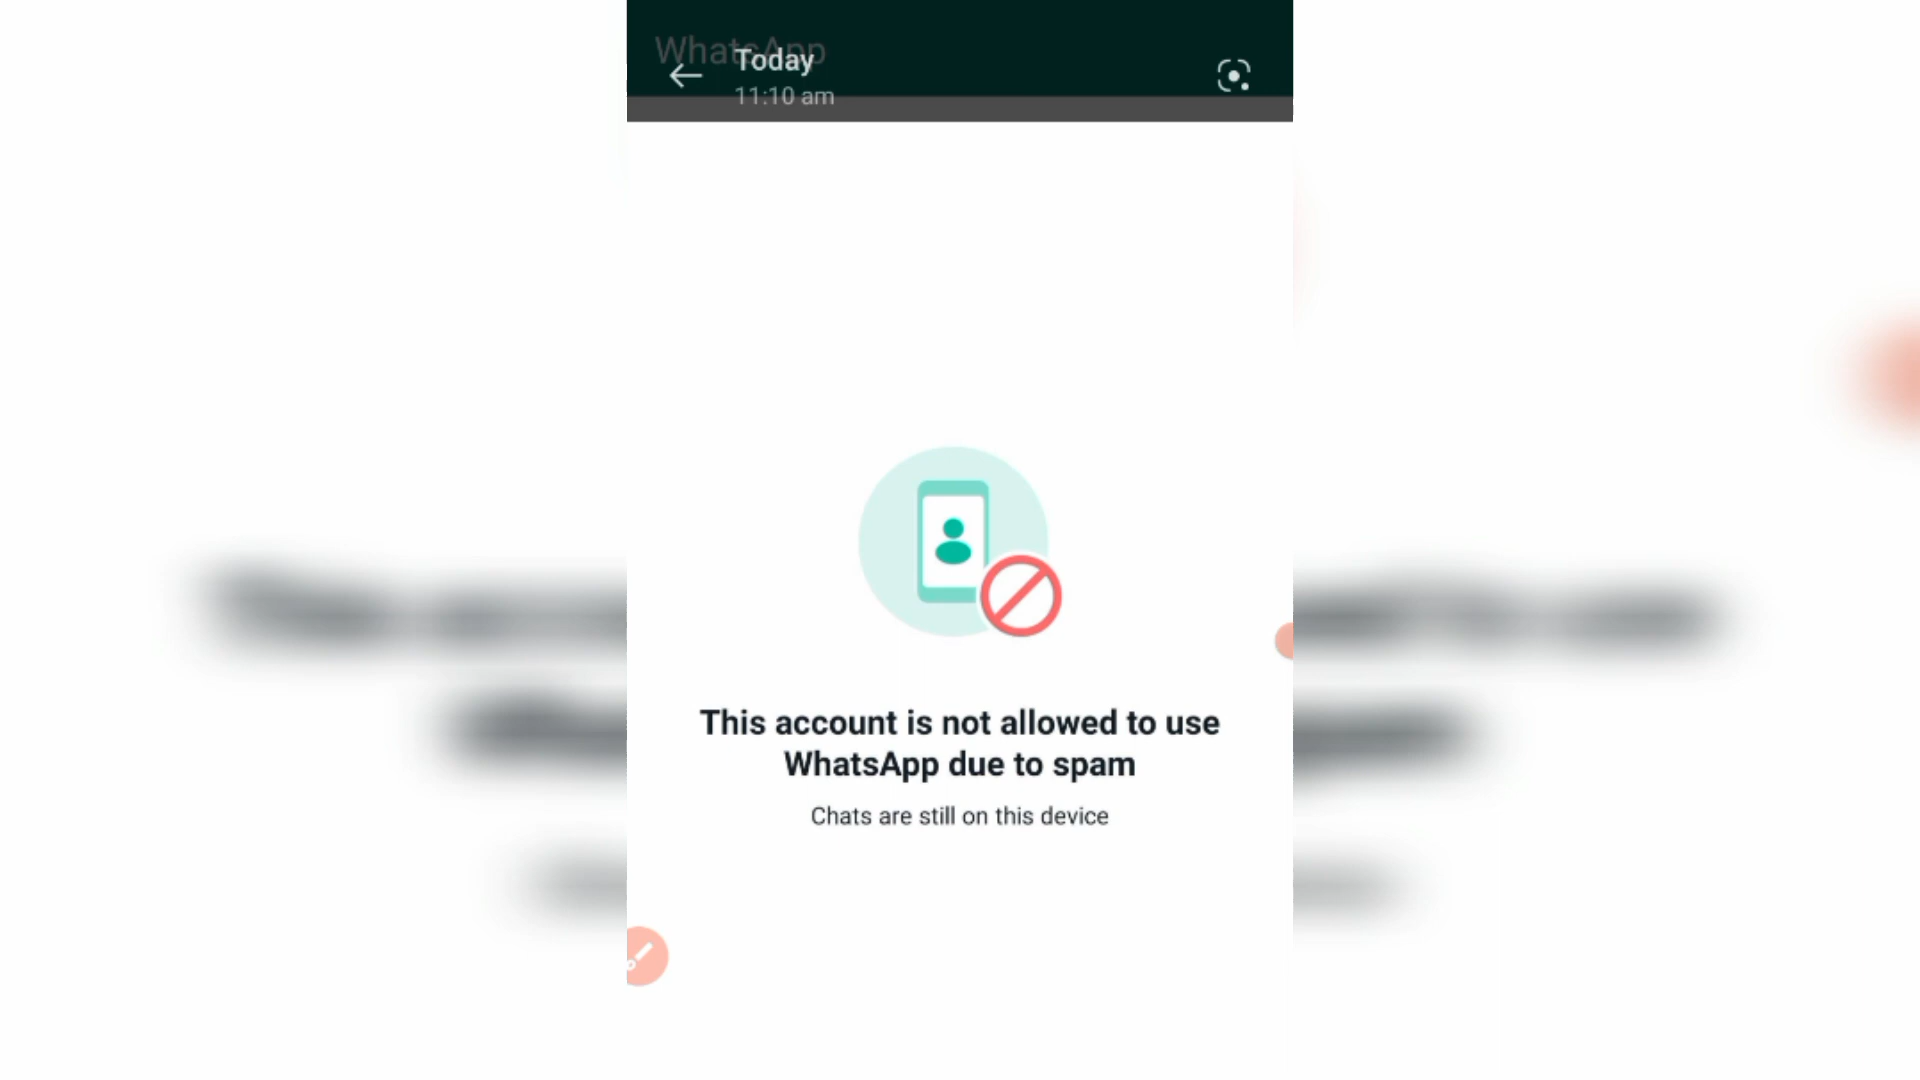 WhatsApp
Today
11:10 am
This account is not allowed to use
WhatsApp due to spam
Chats are still on this device